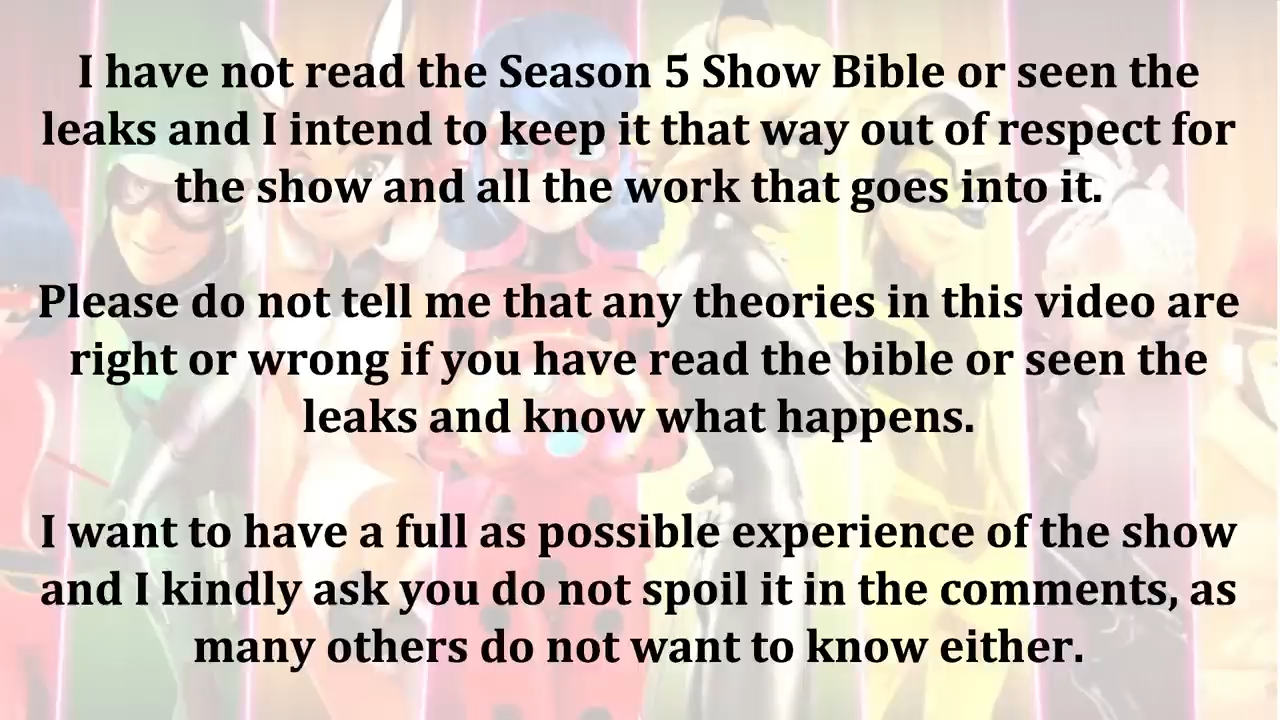 I have not read the Season 5 Show Bible or seen the
leaks and I intend to keep it that way out of respect for
the show and all the work that goes into it.
Please do not tell me that any theories in this video are
right or wrong if you have read the bible or seen the
leaks and know what happens.
I want to have a full as possible experience of the show
and I kindly ask you do not spoil it in the comments, as
many others do not want to know either.